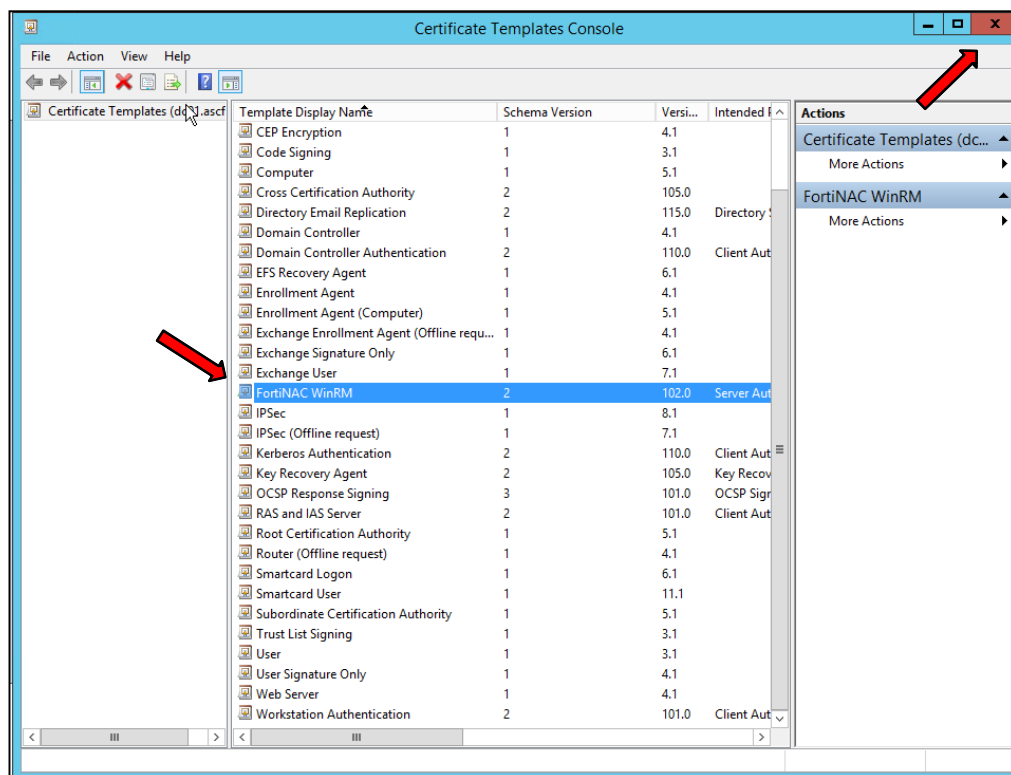 Certificate Templates Console
File Action View Help
Certificate Templates (dc01.ascf
Template Display Name Schema Version Versi... Intended P
CEP Encryption 1 4.1
Code Signing 1 3.1
Computer 1 5.1
Cross Certification Authority 2 105.0
Directory Email Replication 2 115.0 Directory S
Domain Controller 1 4.1
Domain Controller Authentication 2 110.0 Client Aut
EFS Recovery Agent 1 6.1
Enrollment Agent 1 4.1
Enrollment Agent (Computer) 1 5.1
Exchange Enrollment Agent (Offline requ... 1 4.1
Exchange Signature Only 1 6.1
Exchange User 1 7.1
FortiNAC WinRM 2 102.0 Server Aut
IPSec 1 8.1
IPSec (Offline request) 1 7.1
Kerberos Authentication 2 110.0 Client Aut
Key Recovery Agent 2 105.0 Key Recov
OCSP Response Signing 3 101.0 OCSP Sigr
RAS and IAS Server 2 101.0 Client Aut
Root Certification Authority 1 5.1
Router (Offline request) 1 4.1
Smartcard Logon 1 6.1
Smartcard User 1 11.1
Subordinate Certification Authority 1 5.1
Trust List Signing 1 3.1
User 1 3.1
User Signature Only 1 4.1
Web Server 1 4.1
Workstation Authentication 2 101.0 Client Aut
Actions
Certificate Templates (dc...
More Actions
FortiNAC WinRM
More Actions